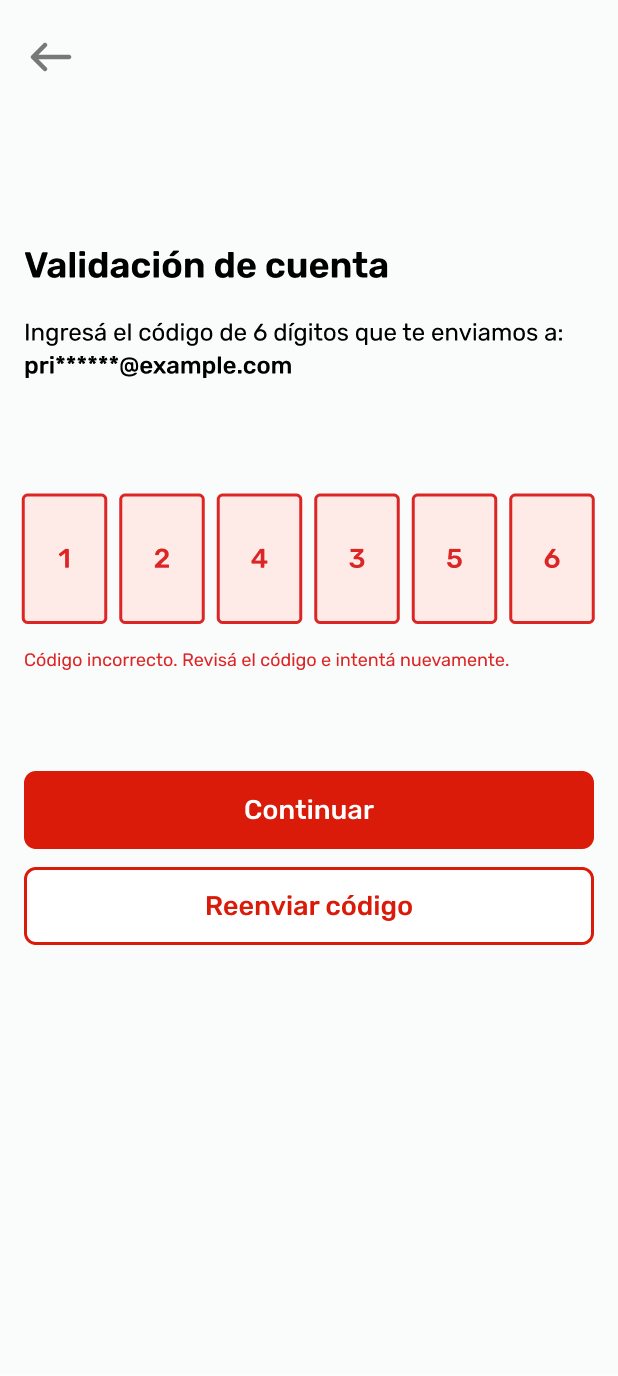 Validación de cuenta
Ingresá el código de 6 dígitos que te enviamos a:
pri******@example.com
1 2 4 3 5 6
Código incorrecto. Revisá el código e intentá nuevamente.
Continuar
Reenviar código